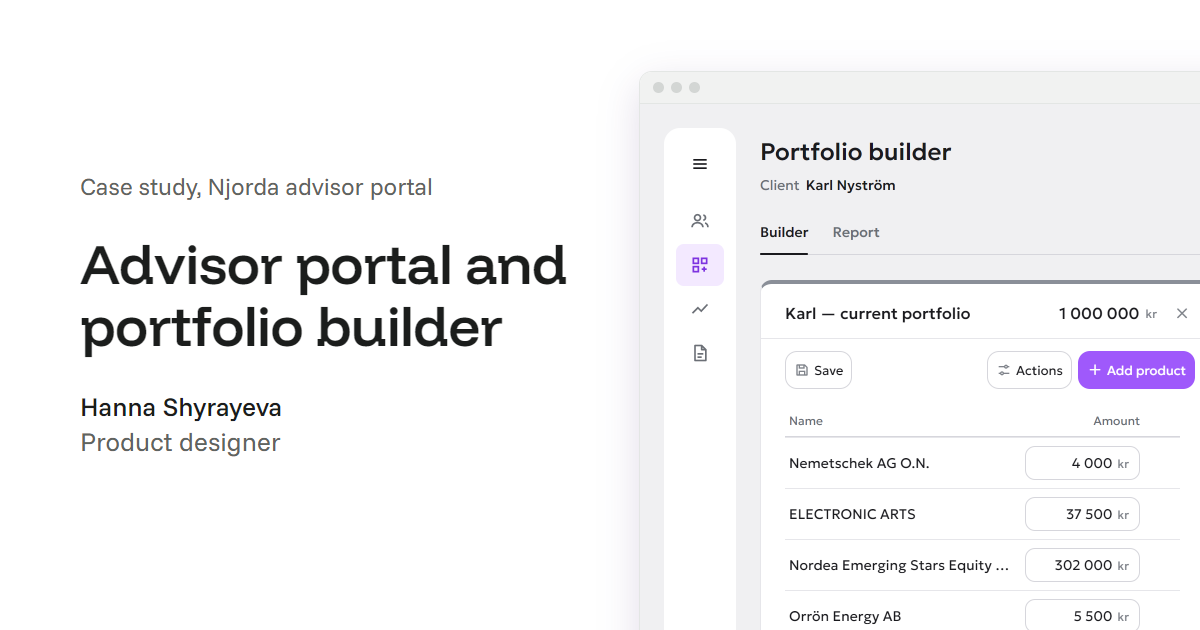 Case study, Njorda advisor portal
Advisor portal and
portfolio builder
Hanna Shyrayeva
Product designer
Portfolio builder
Client Karl Nyström
Builder Report
Karl — current portfolio 1 000 000 kr
Save Actions + Add product
Name Amount
Nemetschek AG O.N. 4 000 kr
ELECTRONIC ARTS 37 500 kr
Nordea Emerging Stars Equity ... 302 000 kr
Orrön Energy AB 5 500 kr